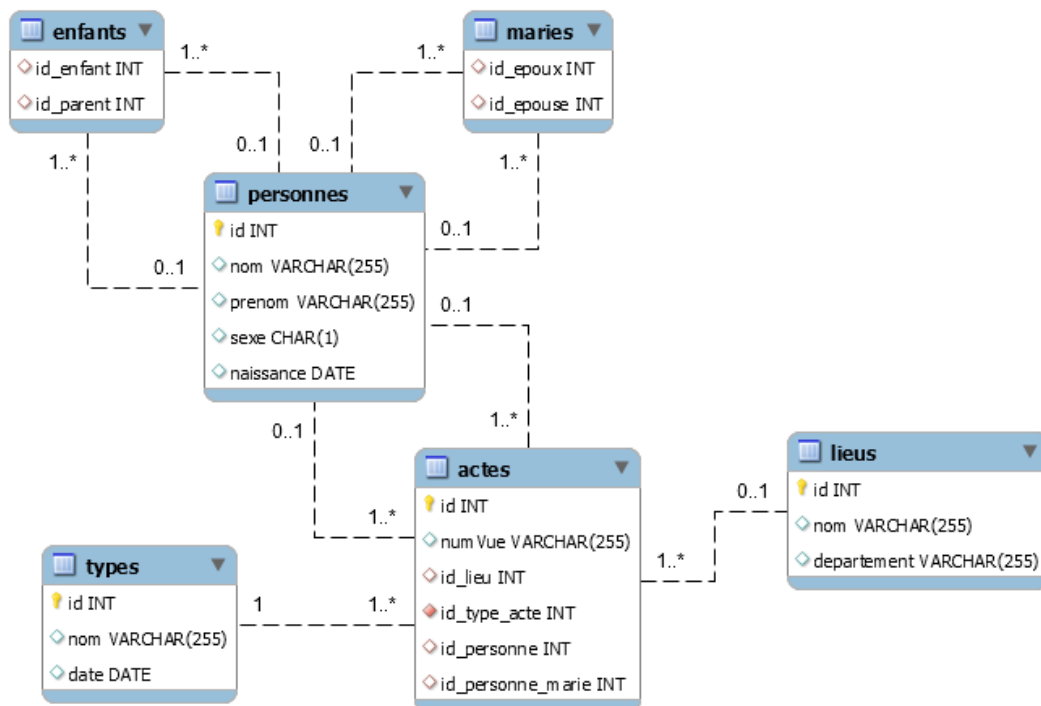 enfants
id_enfant INT
id_parent INT
maries
id_epoux INT
id_epouse INT
1..*
1..*
0..1
0..1
1..*
1..*
personnes
id INT
nom VARCHAR(255)
prenom VARCHAR(255)
sexe CHAR(1)
naissance DATE
0..1
0..1
0..1
0..1
1..*
1..*
actes
id INT
numVue VARCHAR(255)
id_lieu INT
id_type_acte INT
id_personne INT
id_personne_marie INT
lieus
id INT
nom VARCHAR(255)
departement VARCHAR(255)
0..1
1..*
types
id INT
nom VARCHAR(255)
date DATE
1
1..*